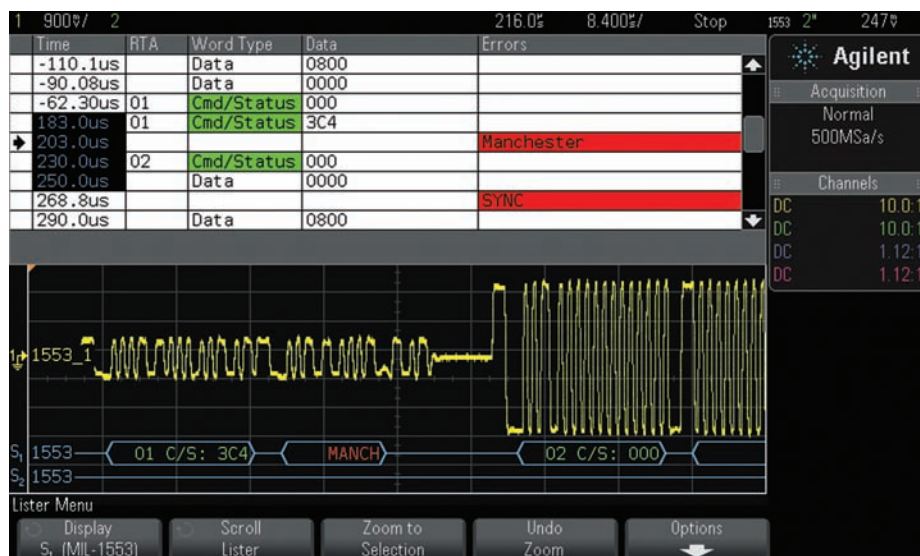 1 900▽/ 2 216.0us 8.400us/ Stop 1553 2" 247▽
Time RTA Word Type Data Errors
-110.1us Data 0800
-90.08us Data 0000
-62.30us 01 Cmd/Status 000
183.0us 01 Cmd/Status 3C4
203.0us Manchester
230.0us 02 Cmd/Status 000
250.0us Data 0000
268.8us SYNC
290.0us Data 0800
Agilent
Acquisition
Normal
500MSa/s
Channels
DC 10.0:1
DC 10.0:1
DC 1.12:1
DC 1.12:1
1 1553_1
S1 1553 01 C/S: 3C4 MANCH 02 C/S: 000
S2 1553
Lister Menu
Display
S1 (MIL-1553)
Scroll
Lister
Zoom to
Selection
Undo
Zoom
Options